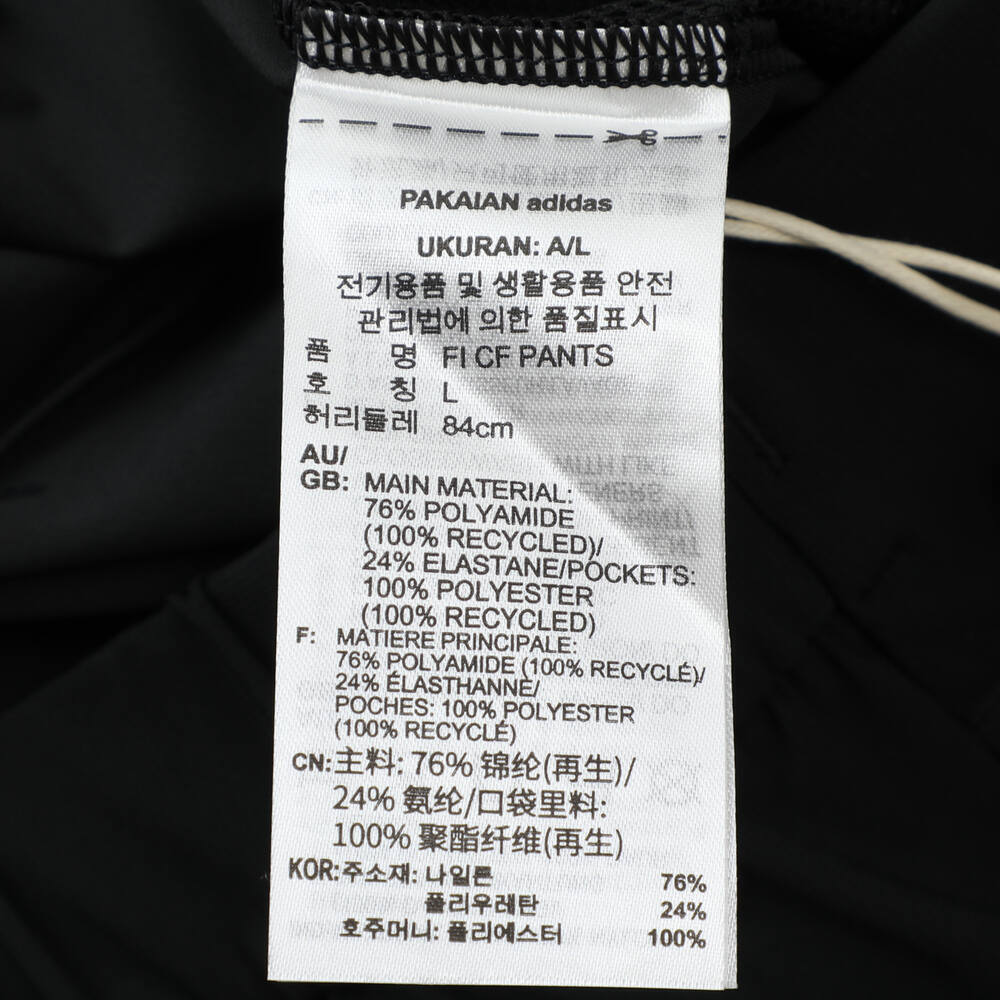 PAKAIAN adidas
UKURAN: A/L
전기용품 및 생활용품 안전
관리법에 의한 품질표시
품 명 FI CF PANTS
호 칭 L
허리둘레 84cm
AU/
GB: MAIN MATERIAL:
76% POLYAMIDE
(100% RECYCLED)/
24% ELASTANE/POCKETS:
100% POLYESTER
(100% RECYCLED)
F: MATIERE PRINCIPALE:
76% POLYAMIDE (100% RECYCLÉ)/
24% ÉLASTHANNE/
POCHES: 100% POLYESTER
(100% RECYCLÉ)
CN: 主料: 76% 锦纶(再生)/
24% 氨纶/口袋里料:
100% 聚酯纤维(再生)
KOR: 주소재: 나일론 76%
폴리우레탄 24%
호주머니: 폴리에스터 100%